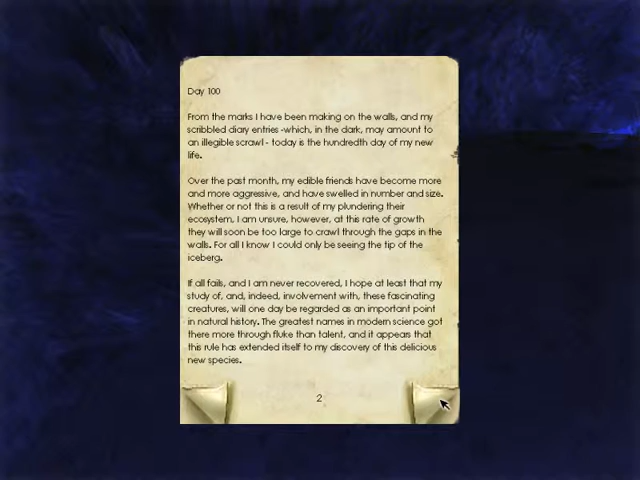 Day 100
From the marks I have been making on the walls, and my
scribbled diary entries -which, in the dark, may amount to
an illegible scrawl - today is the hundredth day of my new
life.
Over the past month, my edible friends have become more
and more aggressive, and have swelled in number and size.
Whether or not this is a result of my plundering their
ecosystem, I am unsure, however, at this rate of growth
they will soon be too large to crawl through the gaps in the
walls. For all I know I could only be seeing the tip of the
iceberg.
If all fails, and I am never recovered, I hope at least that my
study of, and, indeed, involvement with, these fascinating
creatures, will one day be regarded as an important point
in natural history. The greatest names in modern science got
there more through fluke than talent, and it appears that
this rule has extended itself to my discovery of this delicious
new species.
2